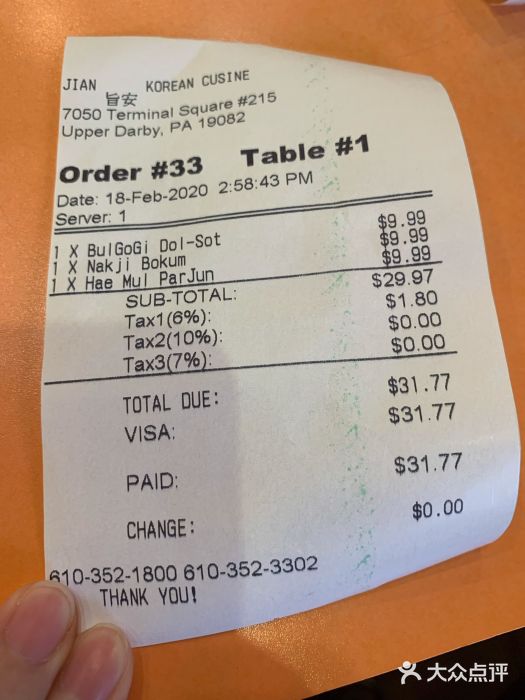 JIAN KOREAN CUSINE
旨安
7050 Terminal Square #215
Upper Darby, PA 19082
Order #33 Table #1
Date: 18-Feb-2020 2:58:43 PM
Server: 1
1 X BulGoGi Dol-Sot $9.99
1 X Nakji Bokum $9.99
1 X Hae Mul ParJun $9.99
SUB-TOTAL: $29.97
Tax1(6%): $1.80
Tax2(10%): $0.00
Tax3(7%): $0.00
TOTAL DUE: $31.77
VISA: $31.77
PAID: $31.77
CHANGE: $0.00
610-352-1800 610-352-3302
THANK YOU!
大众点评